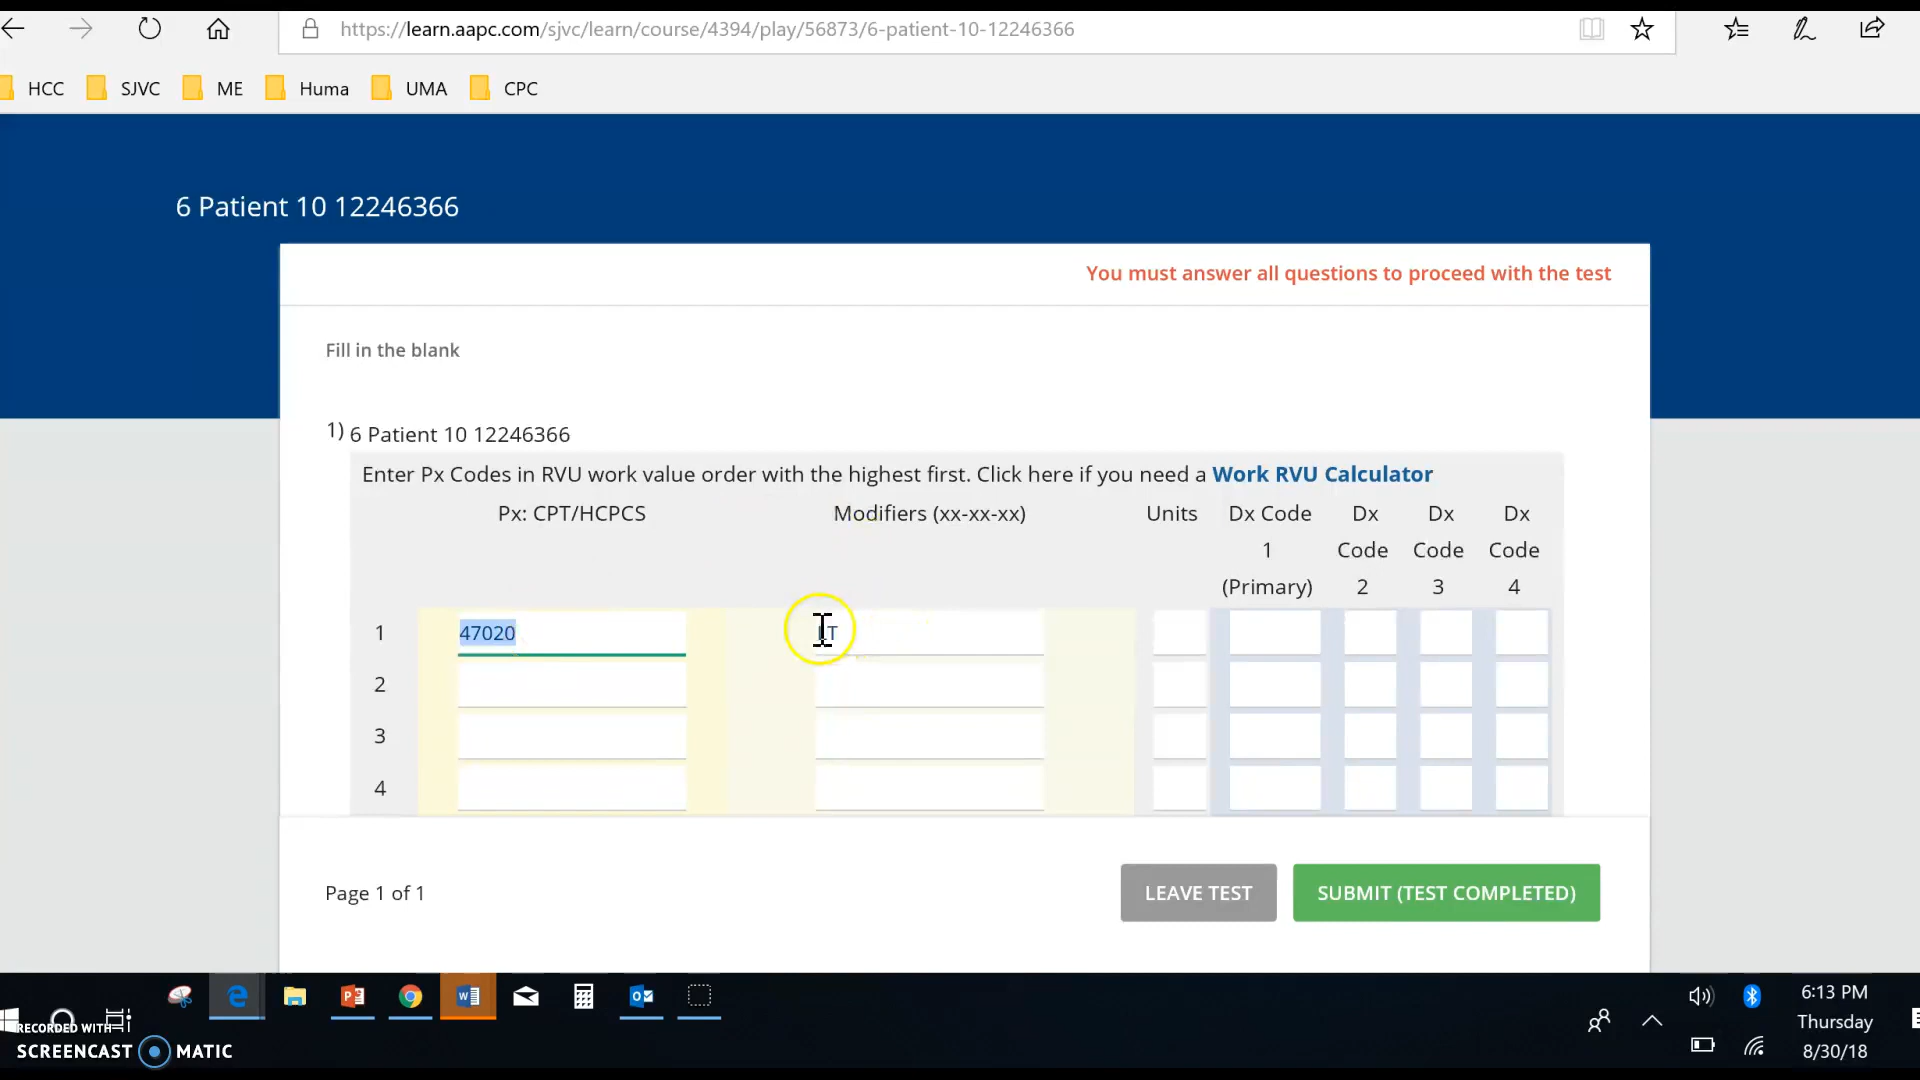 https://learn.aapc.com/sjvc/learn/course/4394/play/56873/6-patient-10-12246366
HCC SJVC ME Huma UMA CPC
6 Patient 10 12246366
You must answer all questions to proceed with the test
Fill in the blank
1) 6 Patient 10 12246366
Enter Px Codes in RVU work value order with the highest first. Click here if you need a Work RVU Calculator
Px: CPT/HCPCS Modifiers (xx-xx-xx) Units Dx Code Dx Dx Dx
1 Code Code Code
(Primary) 2 3 4
1 47020 LT
2
3
4
Page 1 of 1 LEAVE TEST SUBMIT (TEST COMPLETED)
6:13 PM
Thursday
8/30/18
RECORDED WITH
SCREENCAST MATIC